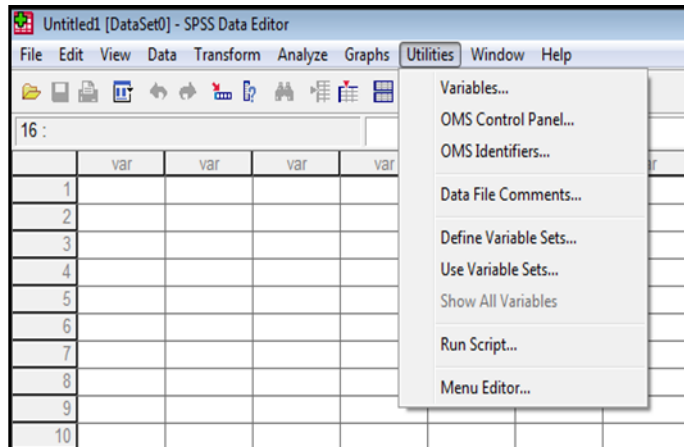 Untitled1 [DataSet0] - SPSS Data Editor
File Edit View Data Transform Analyze Graphs Utilities Window Help
16 :
var var var var
1
2
3
4
5
6
7
8
9
10
Variables...
OMS Control Panel...
OMS Identifiers...
Data File Comments...
Define Variable Sets...
Use Variable Sets...
Show All Variables
Run Script...
Menu Editor...